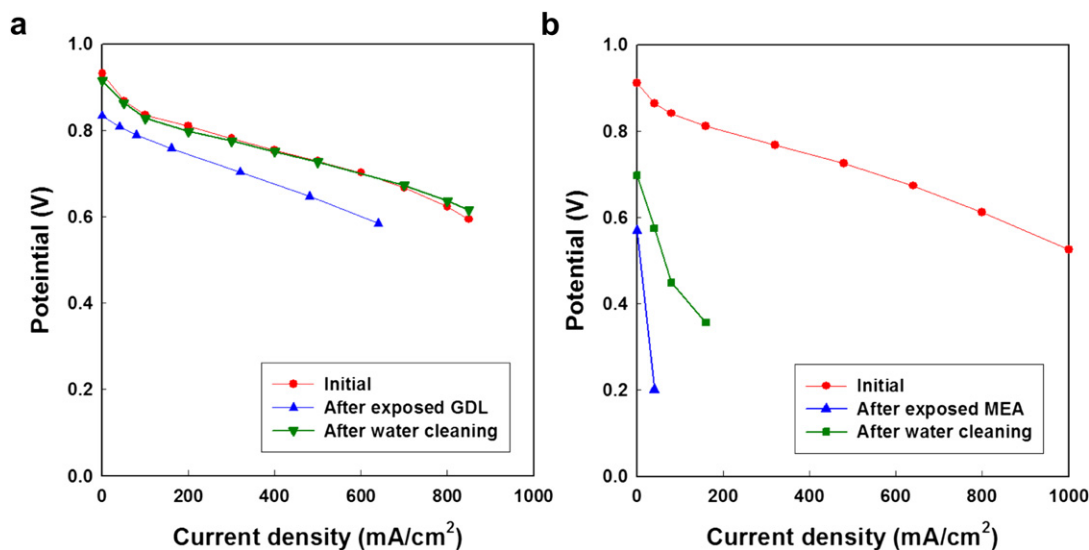 a
1.0
0.8
0.6
0.4
0.2
0.0
Poteintial (V)
Initial
After exposed GDL
After water cleaning
0 200 400 600 800 1000
Current density (mA/cm²)
b
1.0
0.8
0.6
0.4
0.2
0.0
Potential (V)
Initial
After exposed MEA
After water cleaning
0 200 400 600 800 1000
Current density (mA/cm²)